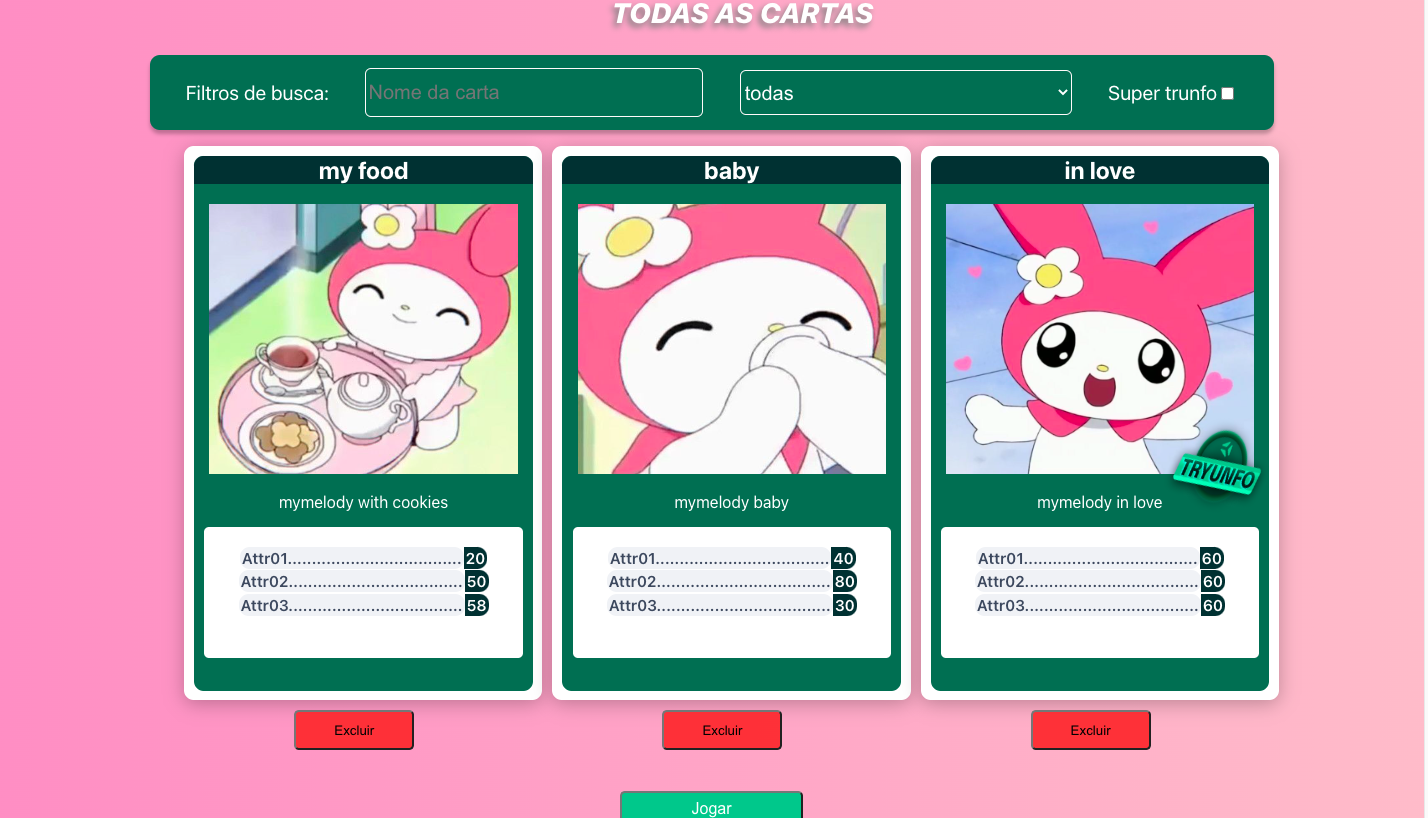 TODAS AS CARTAS
Filtros de busca: Nome da carta todas Super trunfo
my food
mymelody with cookies
Attr01.................................... 20
Attr02.................................... 50
Attr03.................................... 58
Excluir
baby
mymelody baby
Attr01.................................... 40
Attr02.................................... 80
Attr03.................................... 30
Excluir
in love
TRYUNFO
mymelody in love
Attr01.................................... 60
Attr02.................................... 60
Attr03.................................... 60
Excluir
Jogar